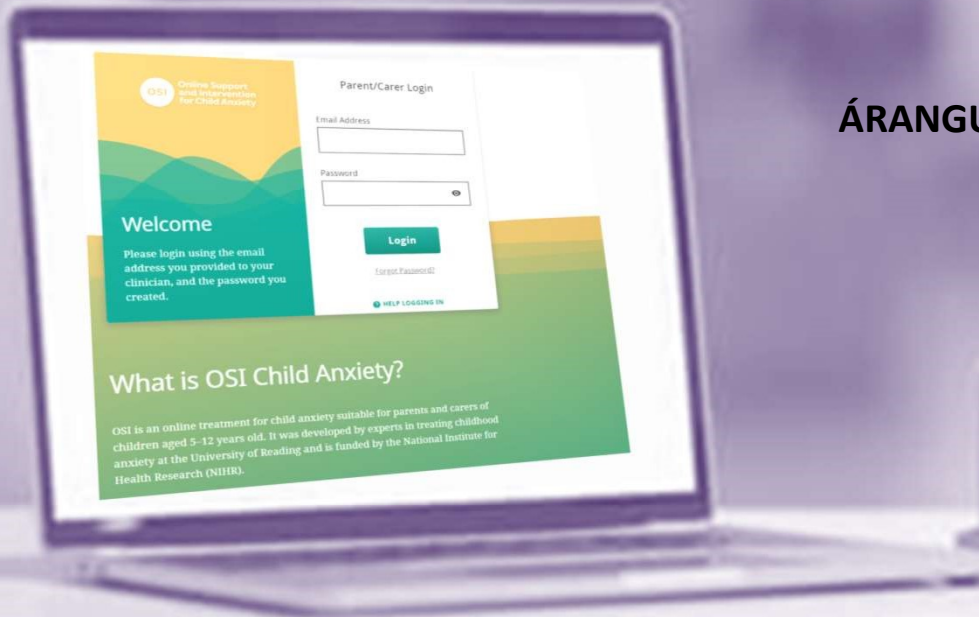 OSI
Online Support
and Intervention
for Child Anxiety
Welcome
Please login using the email
address you provided to your
clinician, and the password you
created.
Parent/Carer Login
Email Address
Password
Login
Forgot Password?
HELP LOGGING IN
What is OSI Child Anxiety?
OSI is an online treatment for child anxiety suitable for parents and carers of
children aged 5–12 years old. It was developed by experts in treating childhood
anxiety at the University of Reading and is funded by the National Institute for
Health Research (NIHR).
ÁRANGU